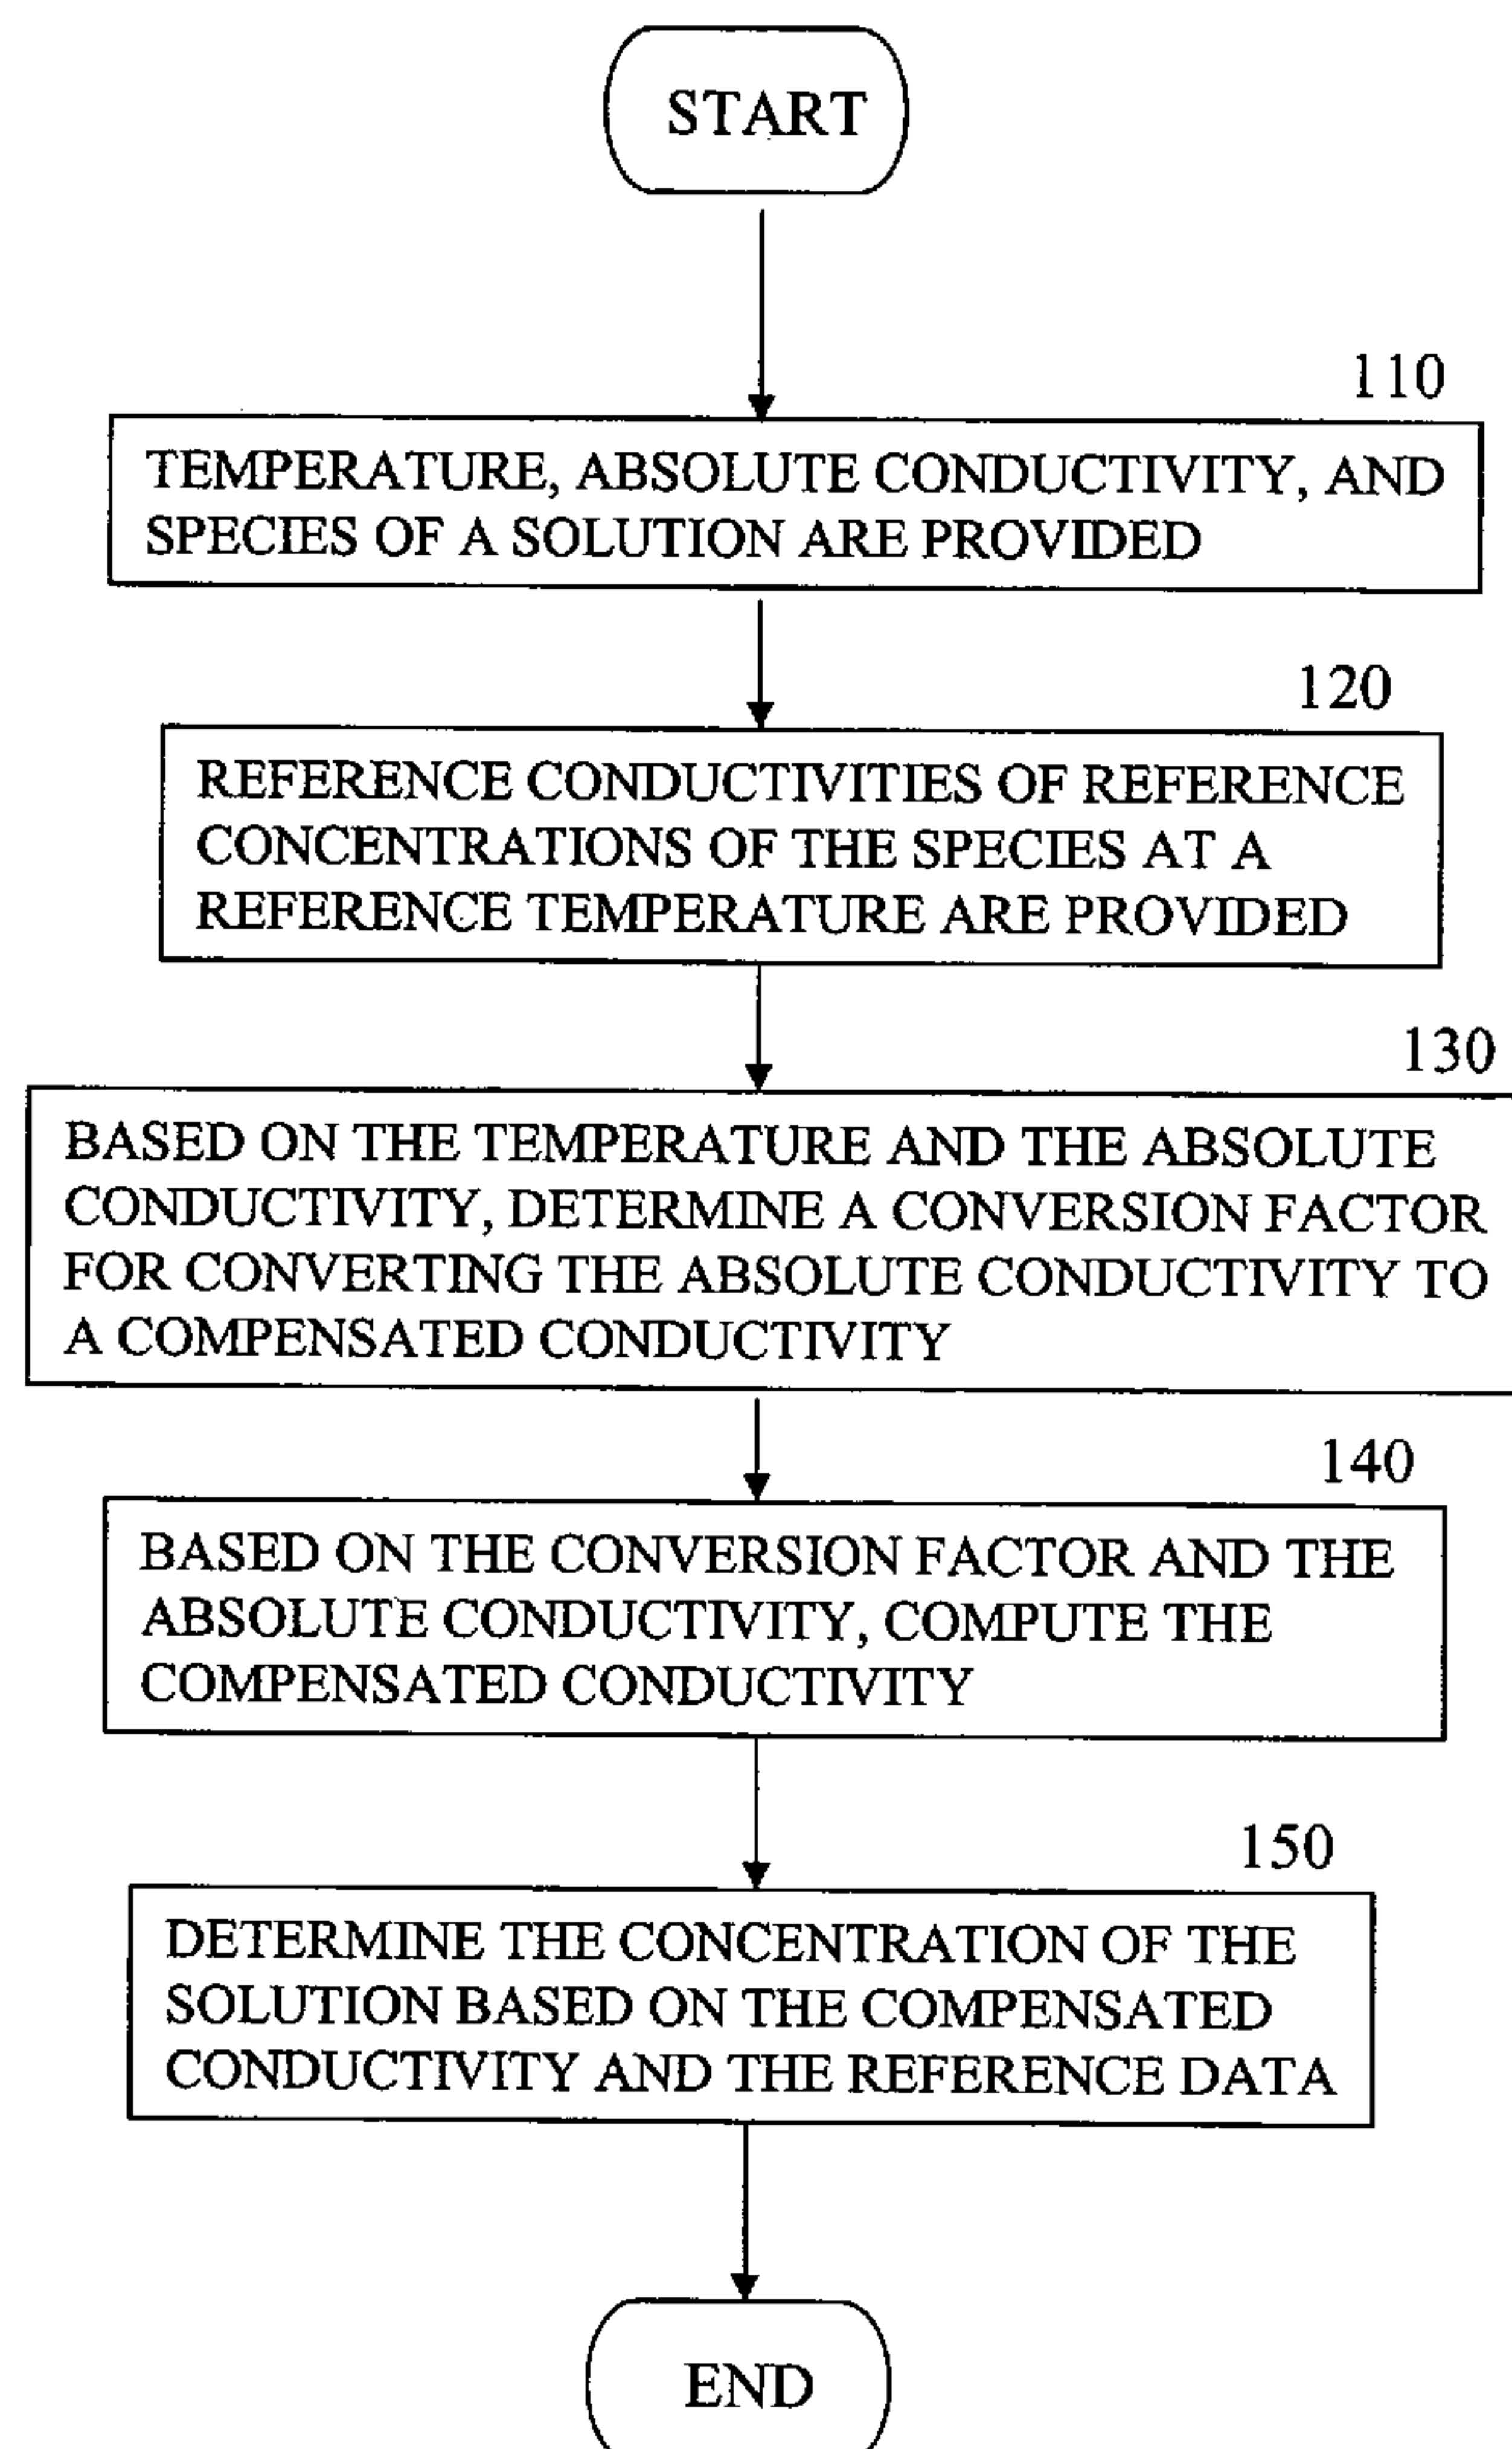 START
110
TEMPERATURE, ABSOLUTE CONDUCTIVITY, AND
SPECIES OF A SOLUTION ARE PROVIDED
120
REFERENCE CONDUCTIVITIES OF REFERENCE
CONCENTRATIONS OF THE SPECIES AT A
REFERENCE TEMPERATURE ARE PROVIDED
130
BASED ON THE TEMPERATURE AND THE ABSOLUTE
CONDUCTIVITY, DETERMINE A CONVERSION FACTOR
FOR CONVERTING THE ABSOLUTE CONDUCTIVITY TO
A COMPENSATED CONDUCTIVITY
140
BASED ON THE CONVERSION FACTOR AND THE
ABSOLUTE CONDUCTIVITY, COMPUTE THE
COMPENSATED CONDUCTIVITY
150
DETERMINE THE CONCENTRATION OF THE
SOLUTION BASED ON THE COMPENSATED
CONDUCTIVITY AND THE REFERENCE DATA
END